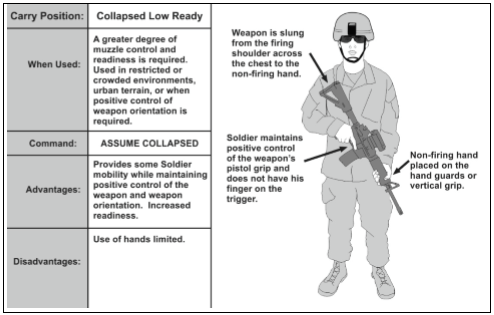 Carry Position: Collapsed Low Ready
When Used:
A greater degree of
muzzle control and
readiness is required.
Used in restricted or
crowded environments,
urban terrain, or when
positive control of
weapon orientation is
required.
Command: ASSUME COLLAPSED
Advantages:
Provides some Soldier
mobility while maintaining
positive control of the
weapon and weapon
orientation. Increased
readiness.
Disadvantages:
Use of hands limited.
Weapon is slung
from the firing
shoulder across
the chest to the
non-firing hand.
Soldier maintains
positive control
of the weapon's
pistol grip and
does not have his
finger on the
trigger.
Non-firing hand
placed on the
hand guards or
vertical grip.